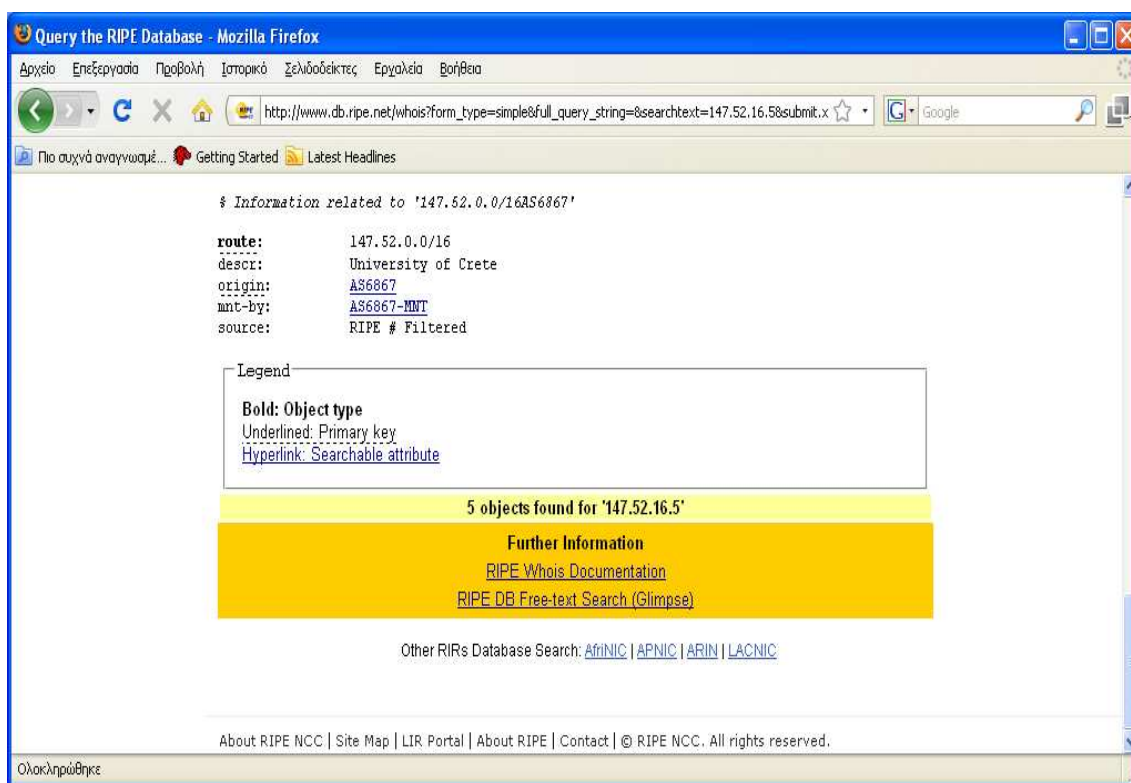 Query the RIPE Database - Mozilla Firefox
Αρχείο Επεξεργασία Προβολή Ιστορικό Σελιδοδείκτες Εργαλεία Βοήθεια
http://www.db.ripe.net/whois?form_type=simple&full_query_string=&searchtext=147.52.16.5&submit.x G Google
Πιο συχνά αναγνωσμέ... Getting Started Latest Headlines
% Information related to '147.52.0.0/16AS6867'
route: 147.52.0.0/16
descr: University of Crete
origin: AS6867
mnt-by: AS6867-MNT
source: RIPE # Filtered
Legend
Bold: Object type
Underlined: Primary key
Hyperlink: Searchable attribute
5 objects found for '147.52.16.5'
Further Information
RIPE Whois Documentation
RIPE DB Free-text Search (Glimpse)
Other RIRs Database Search: AfriNIC | APNIC | ARIN | LACNIC
About RIPE NCC | Site Map | LIR Portal | About RIPE | Contact | © RIPE NCC. All rights reserved.
Ολοκληρώθηκε